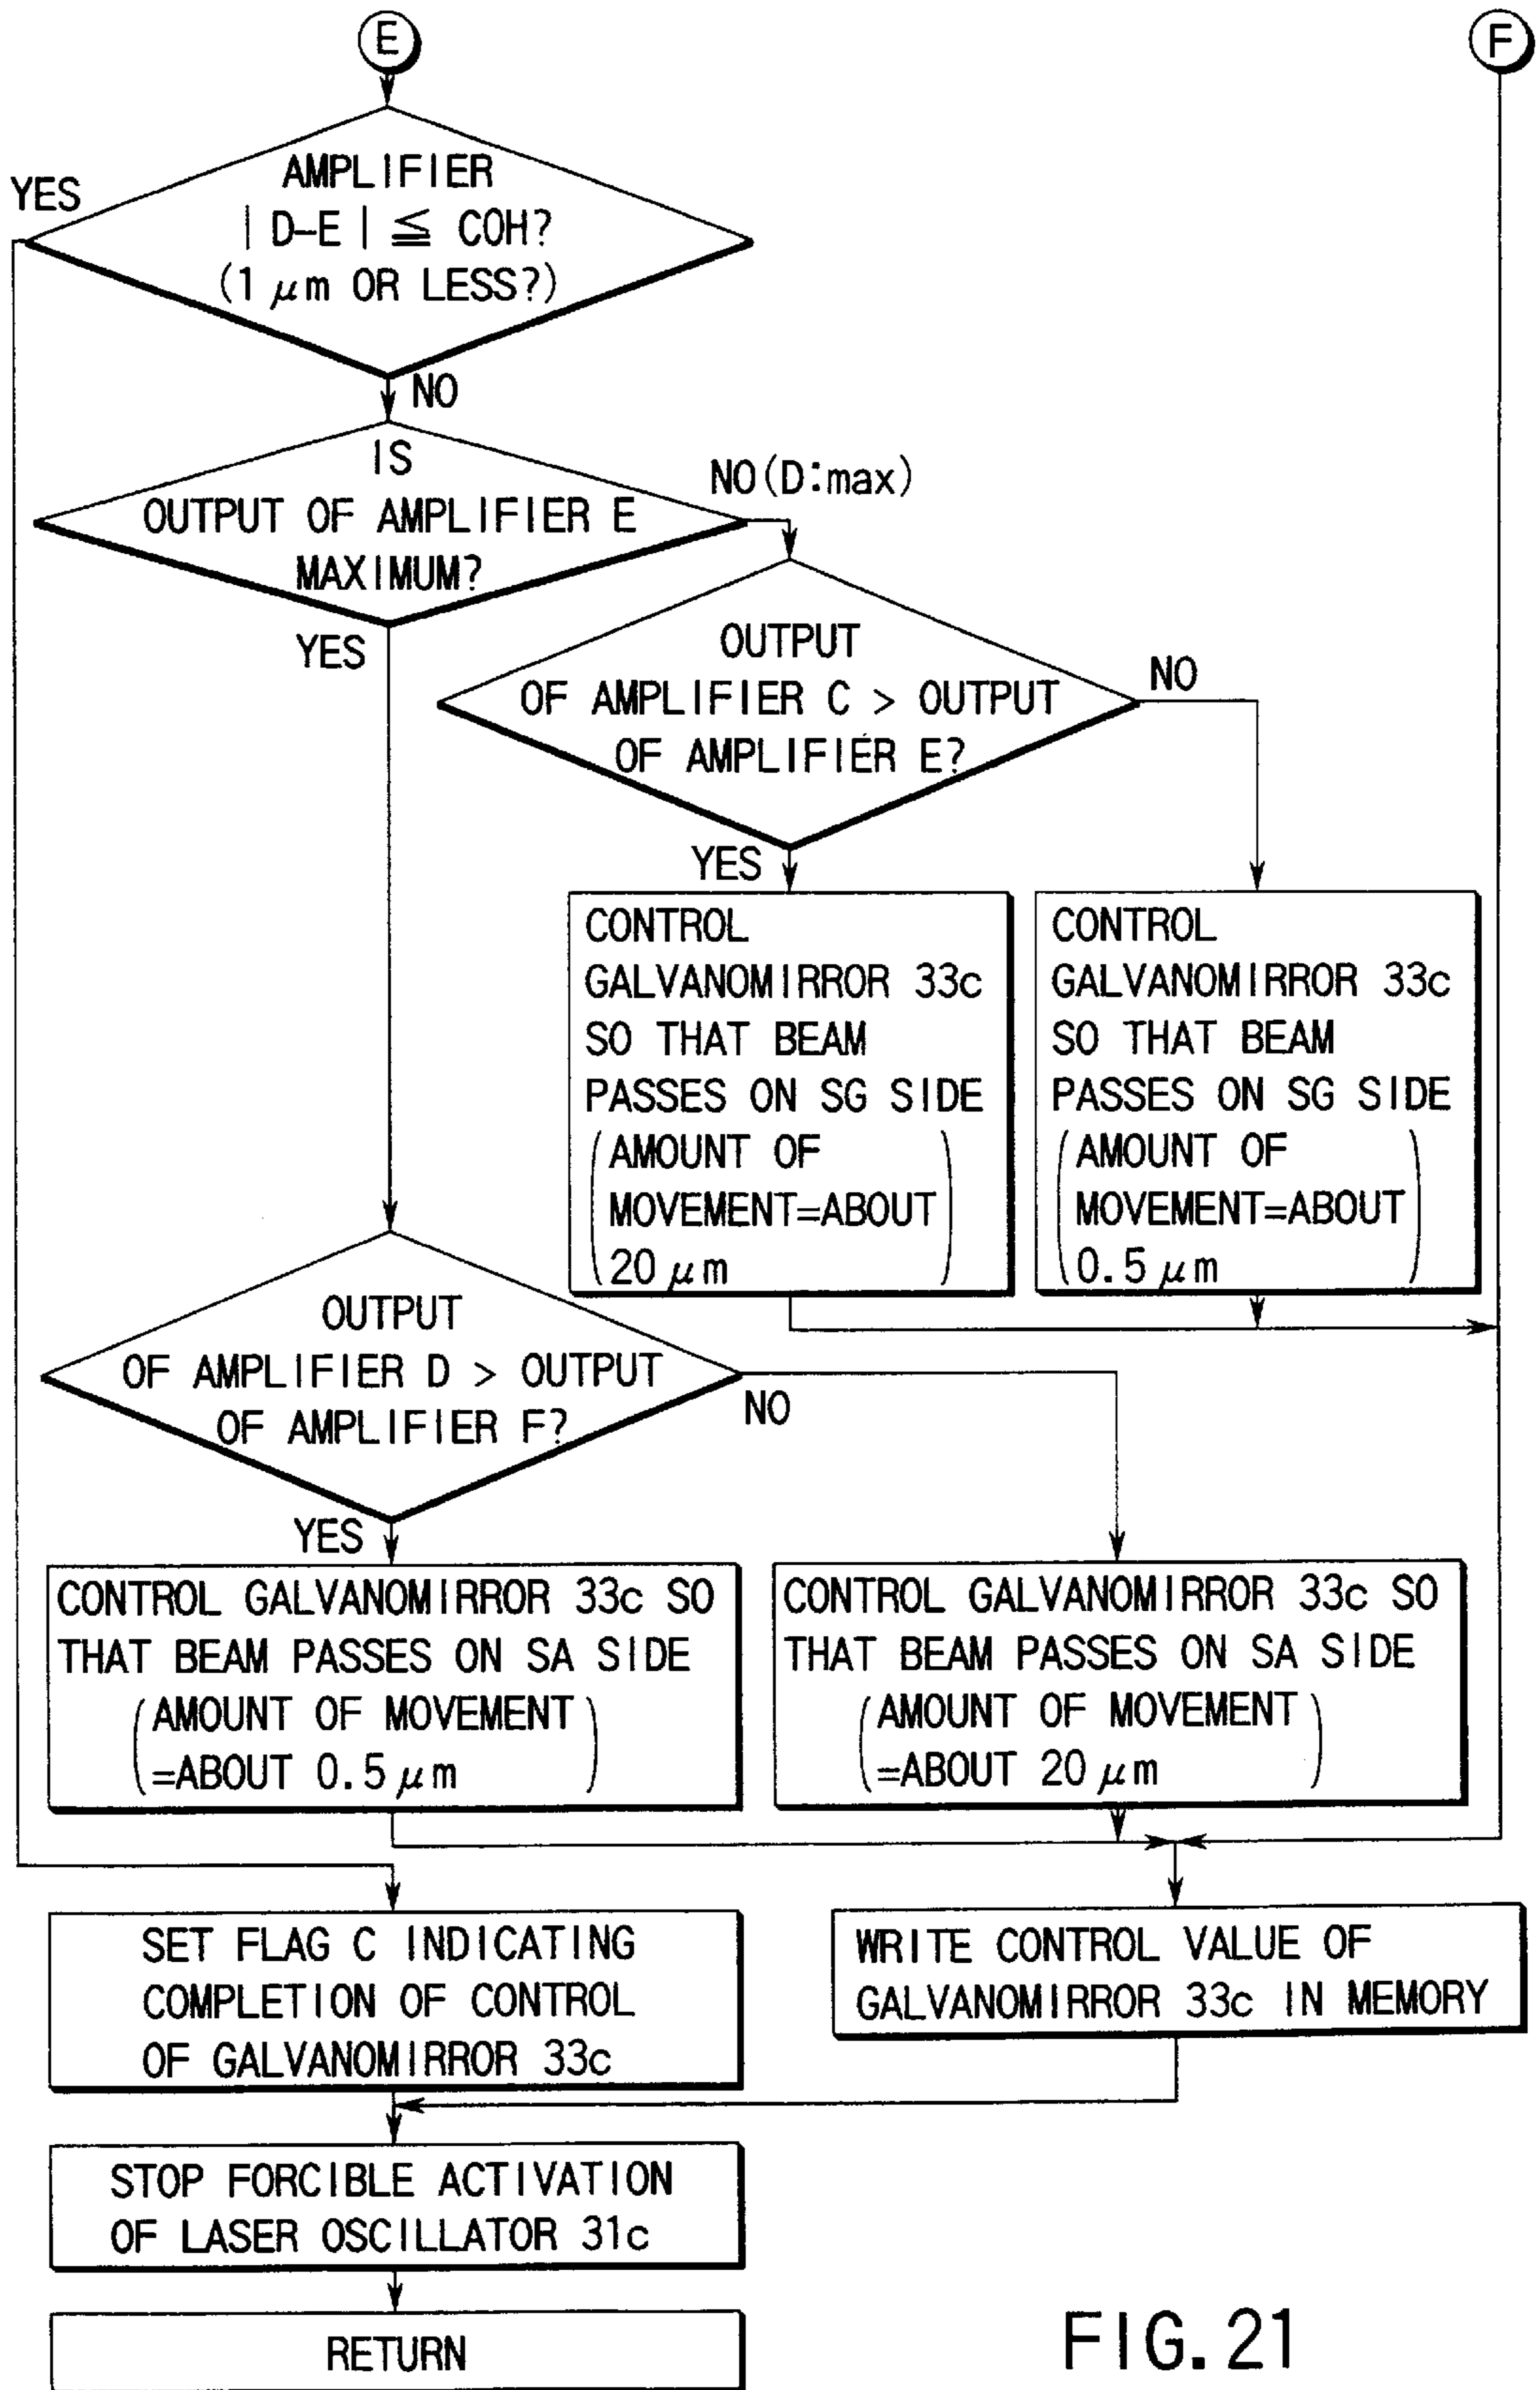 E
F
AMPLIFIER
| D-E | ≦ COH?
(1 μm OR LESS?)
YES
NO
IS
OUTPUT OF AMPLIFIER E
MAXIMUM?
NO(D:max)
YES
OUTPUT
OF AMPLIFIER C > OUTPUT
OF AMPLIFIER E?
NO
YES
CONTROL
GALVANOMIRROR 33c
SO THAT BEAM
PASSES ON SG SIDE
(AMOUNT OF
MOVEMENT=ABOUT
20 μm)
CONTROL
GALVANOMIRROR 33c
SO THAT BEAM
PASSES ON SG SIDE
(AMOUNT OF
MOVEMENT=ABOUT
0.5 μm)
OUTPUT
OF AMPLIFIER D > OUTPUT
OF AMPLIFIER F?
NO
YES
CONTROL GALVANOMIRROR 33c SO
THAT BEAM PASSES ON SA SIDE
(AMOUNT OF MOVEMENT
=ABOUT 0.5 μm)
CONTROL GALVANOMIRROR 33c SO
THAT BEAM PASSES ON SA SIDE
(AMOUNT OF MOVEMENT
=ABOUT 20 μm)
SET FLAG C INDICATING
COMPLETION OF CONTROL
OF GALVANOMIRROR 33c
WRITE CONTROL VALUE OF
GALVANOMIRROR 33c IN MEMORY
STOP FORCIBLE ACTIVATION
OF LASER OSCILLATOR 31c
RETURN
FIG. 21